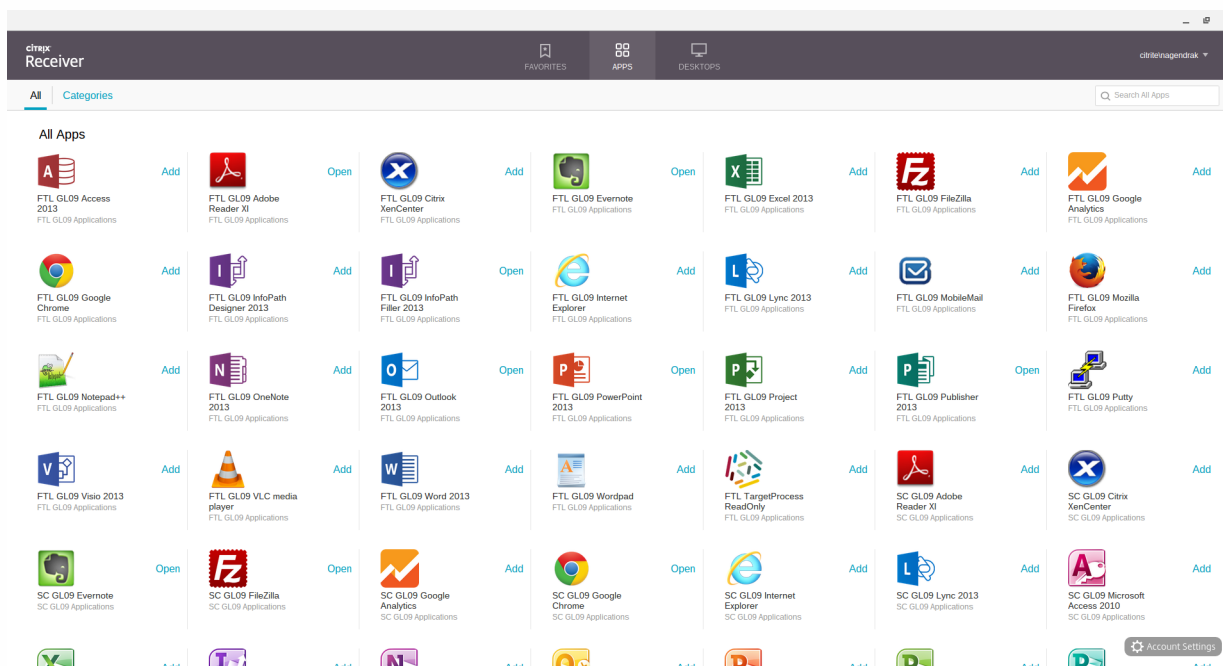 CİTRİX
Receiver
FAVORITES
APPS
DESKTOPS
citrite\nagendrak
All
Categories
Search All Apps
All Apps
Add
Open
Add
Open
Add
Add
Add
FTL GL09 Access
2013
FTL GL09 Applications
FTL GL09 Adobe
Reader XI
FTL GL09 Applications
FTL GL09 Citrix
XenCenter
FTL GL09 Applications
FTL GL09 Evernote
FTL GL09 Applications
FTL GL09 Excel 2013
FTL GL09 Applications
FTL GL09 FileZilla
FTL GL09 Applications
FTL GL09 Google
Analytics
FTL GL09 Applications
Add
Add
Open
Add
Add
Add
Add
FTL GL09 Google
Chrome
FTL GL09 Applications
FTL GL09 InfoPath
Designer 2013
FTL GL09 Applications
FTL GL09 InfoPath
Filler 2013
FTL GL09 Applications
FTL GL09 Internet
Explorer
FTL GL09 Applications
FTL GL09 Lync 2013
FTL GL09 Applications
FTL GL09 MobileMail
FTL GL09 Applications
FTL GL09 Mozilla
Firefox
FTL GL09 Applications
Add
Add
Open
Open
Add
Open
Add
FTL GL09 Notepad++
FTL GL09 Applications
FTL GL09 OneNote
2013
FTL GL09 Applications
FTL GL09 Outlook
2013
FTL GL09 Applications
FTL GL09 PowerPoint
2013
FTL GL09 Applications
FTL GL09 Project
2013
FTL GL09 Applications
FTL GL09 Publisher
2013
FTL GL09 Applications
FTL GL09 Putty
FTL GL09 Applications
Add
Add
Add
Add
Add
Add
Add
FTL GL09 Visio 2013
FTL GL09 Applications
FTL GL09 VLC media
player
FTL GL09 Applications
FTL GL09 Word 2013
FTL GL09 Applications
FTL GL09 Wordpad
FTL GL09 Applications
FTL TargetProcess
ReadOnly
FTL GL09 Applications
SC GL09 Adobe
Reader XI
SC GL09 Applications
SC GL09 Citrix
XenCenter
SC GL09 Applications
Open
Open
Add
Open
Add
Add
Add
SC GL09 Evernote
SC GL09 Applications
SC GL09 FileZilla
SC GL09 Applications
SC GL09 Google
Analytics
SC GL09 Applications
SC GL09 Google
Chrome
SC GL09 Applications
SC GL09 Internet
Explorer
SC GL09 Applications
SC GL09 Lync 2013
SC GL09 Applications
SC GL09 Microsoft
Access 2010
SC GL09 Applications
Account Settings